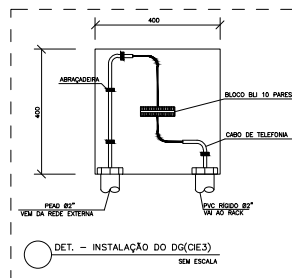 400
400
ABRAÇADEIRA
BLOCO BLI 10 PARES
CABO DE TELEFONIA
PEAD Ø2"
VEM DA REDE EXTERNA
PVC RÍGIDO Ø2"
VAI AO RACK
DET. - INSTALAÇÃO DO DG(CIE3)
SEM ESCALA